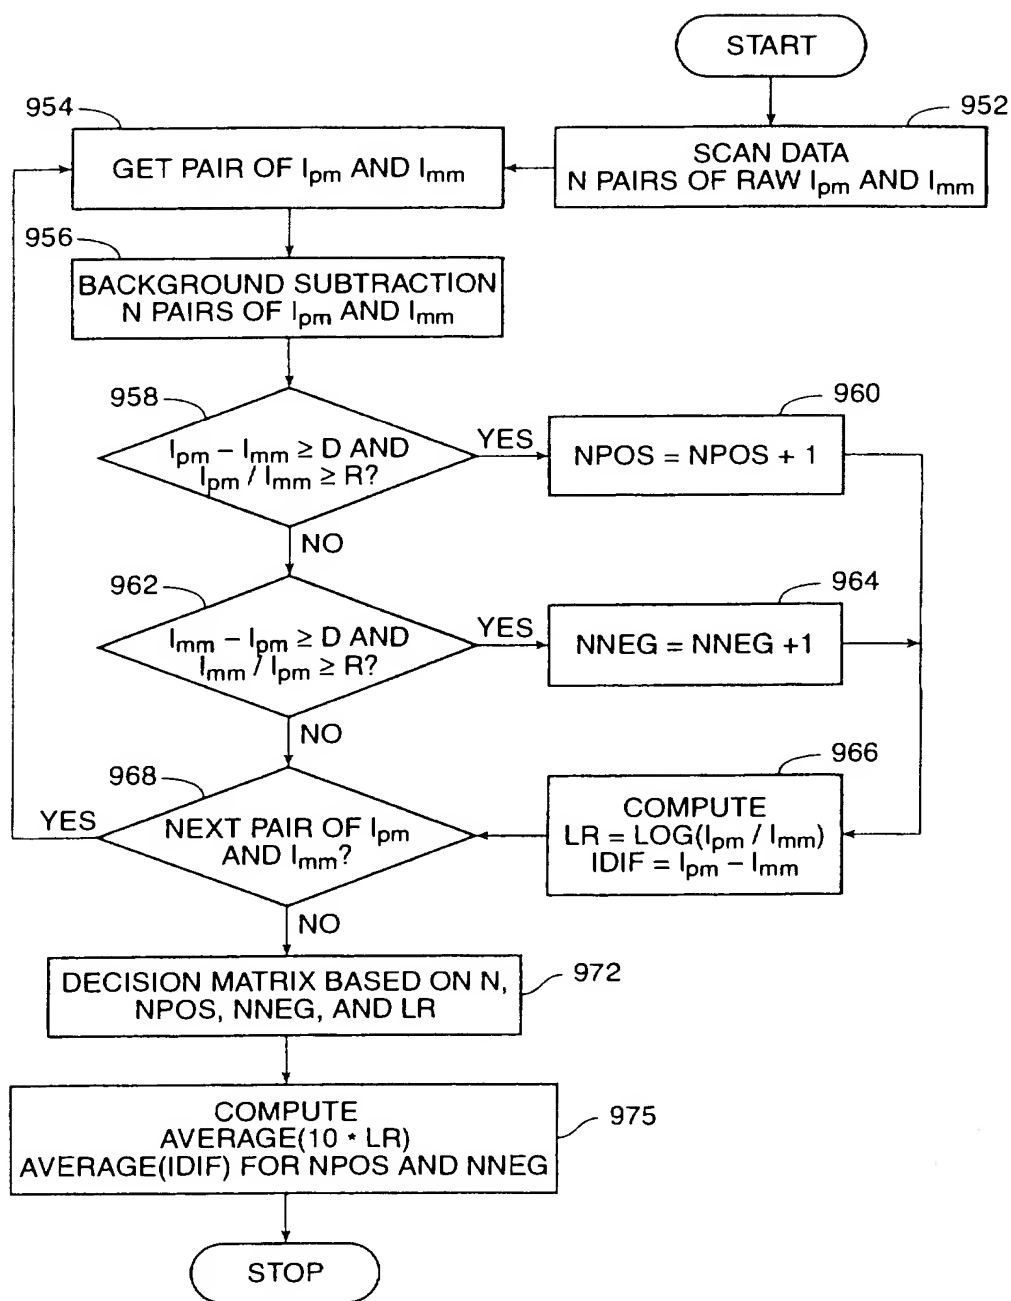 START
952
SCAN DATA
N PAIRS OF RAW Ipm AND Imm
954
GET PAIR OF Ipm AND Imm
956
BACKGROUND SUBTRACTION
N PAIRS OF Ipm AND Imm
958
Ipm – Imm ≥ D AND
Ipm / Imm ≥ R?
YES
960
NPOS = NPOS + 1
NO
962
Imm – Ipm ≥ D AND
Imm / Ipm ≥ R?
YES
964
NNEG = NNEG +1
NO
966
COMPUTE
LR = LOG(Ipm / Imm)
IDIF = Ipm – Imm
968
YES
NEXT PAIR OF Ipm
AND Imm?
NO
972
DECISION MATRIX BASED ON N,
NPOS, NNEG, AND LR
975
COMPUTE
AVERAGE(10 * LR)
AVERAGE(IDIF) FOR NPOS AND NNEG
STOP